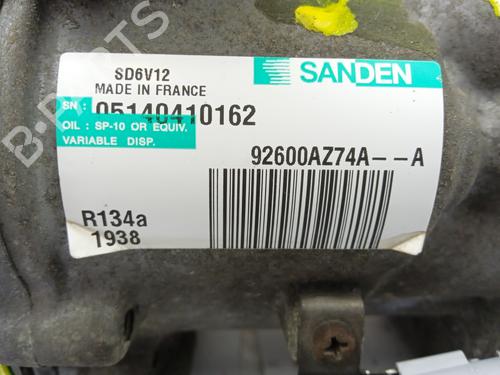 SD6V12
MADE IN FRANCE
SANDEN
SN: 05140410162
OIL : SP-10 OR EQUIV.
VARIABLE DISP.
92600AZ74A--A
R134a
1938
B-PARTS